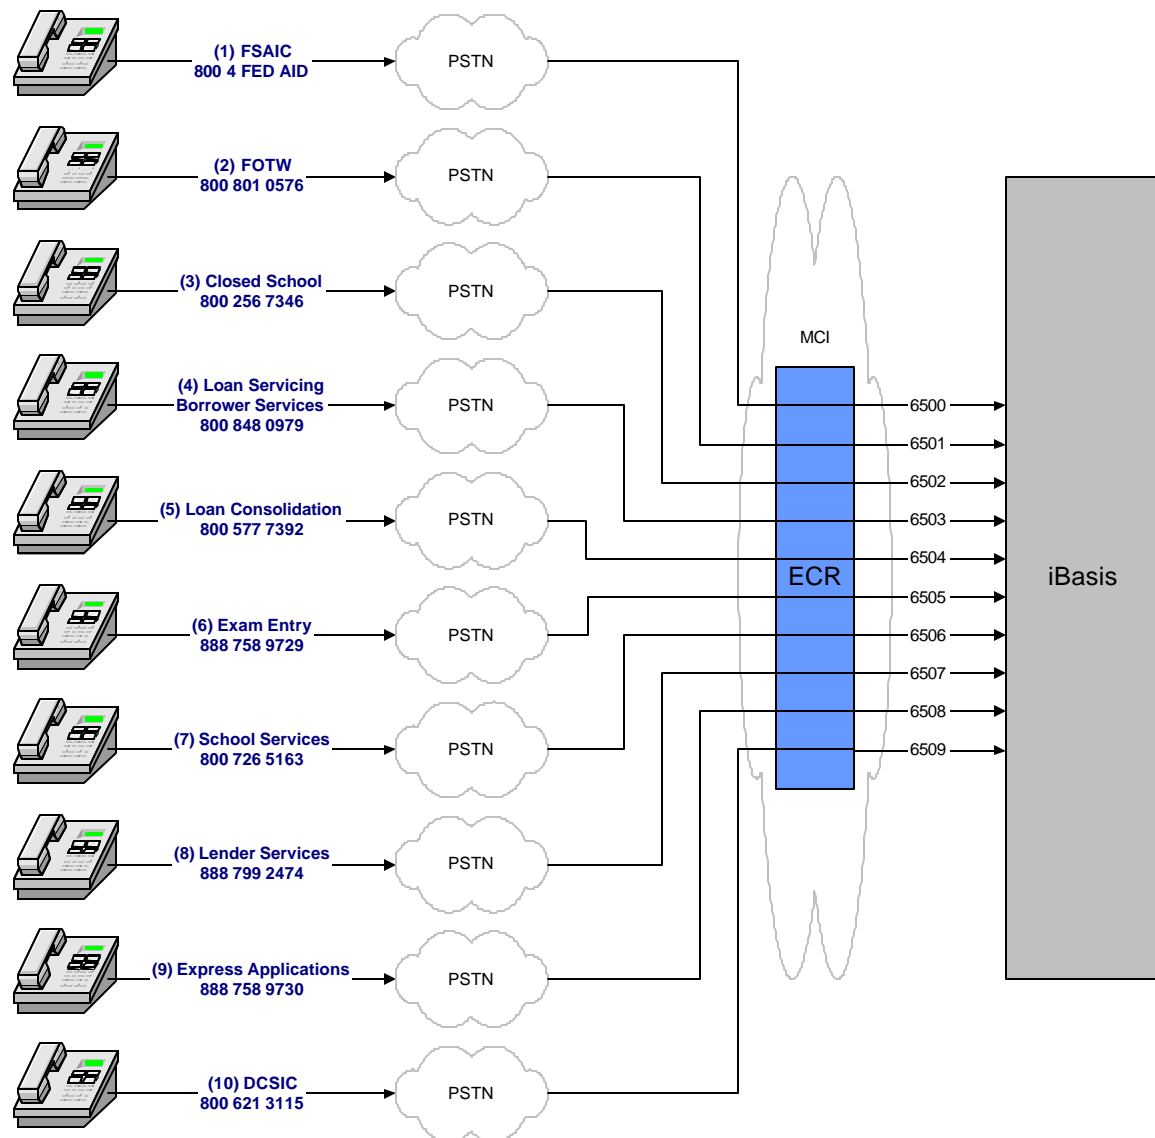 (1) FSAIC
800 4 FED AID
PSTN
(2) FOTW
800 801 0576
PSTN
(3) Closed School
800 256 7346
PSTN
MCI
(4) Loan Servicing
Borrower Services
800 848 0979
PSTN
6500
6501
6502
(5) Loan Consolidation
800 577 7392
PSTN
6503
6504
ECR
iBasis
6505
(6) Exam Entry
888 758 9729
PSTN
6506
6507
6508
(7) School Services
800 726 5163
PSTN
6509
(8) Lender Services
888 799 2474
PSTN
(9) Express Applications
888 758 9730
PSTN
(10) DCSIC
800 621 3115
PSTN